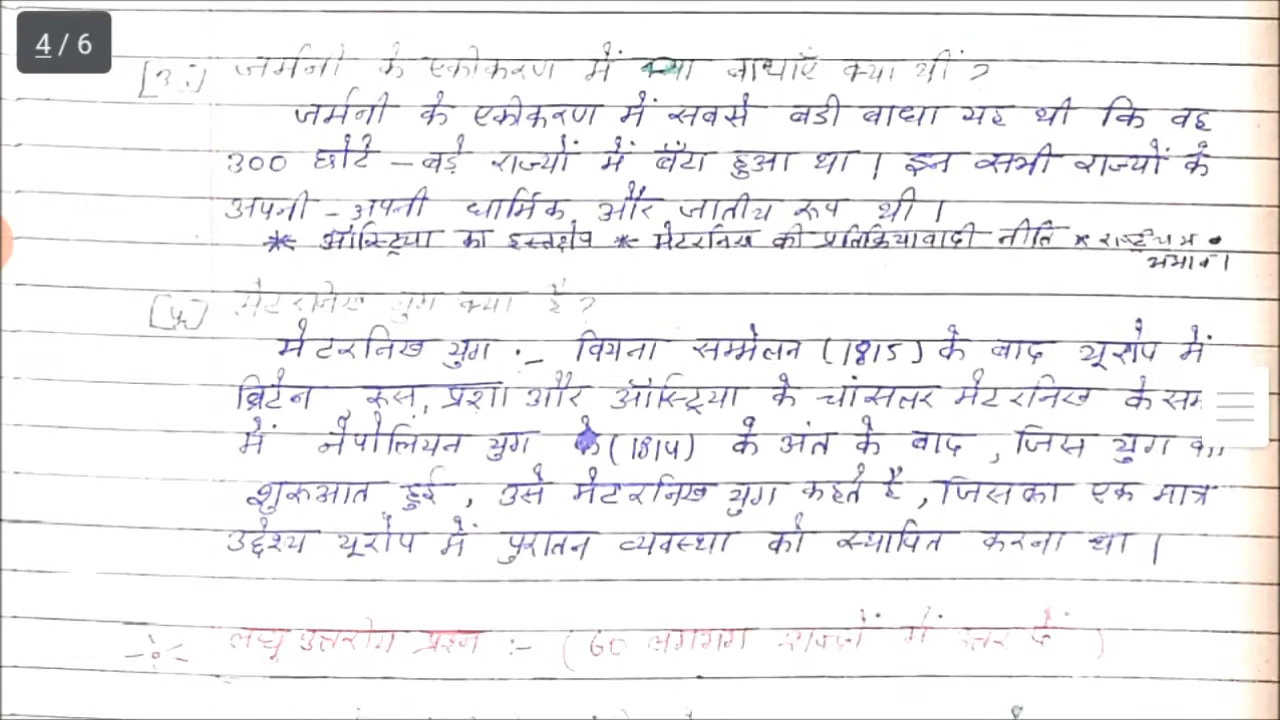 4 / 6
[3.] जर्मनी के एकीकरण में बाधाएँ क्या थीं ?
जर्मनी के एकीकरण में सबसे बडी बाधा यह थी कि वह
300 छोटे – बड़े राज्यों में बँटा हुआ था । इन सभी राज्यों के
अपनी – अपनी धार्मिक और जातीय रूप थी ।
* ऑस्ट्रिया का हस्तक्षेप * मेटरनिख की प्रतिक्रियावादी नीति *
अभाव ।
[4] मेटरनिख युग क्या है ?
मेटरनिख युग :– वियना सम्मेलन (1815) के बाद यूरोप में
ब्रिटेन रूस, प्रशा और ऑस्ट्रिया के चांसलर मेटरनिख के सम
में नेपोलियन युग के (1814) के अंत के बाद , जिस युग
शुरुआत हुई , उसे मेटरनिख युग कहते है , जिसका एक मात्र
उद्देश्य यूरोप में पुरातन व्यवस्था को स्थापित करना था ।
लघु उत्तरीय प्रश्न :– ( 60 लगभग शब्दों में उत्तर दें )